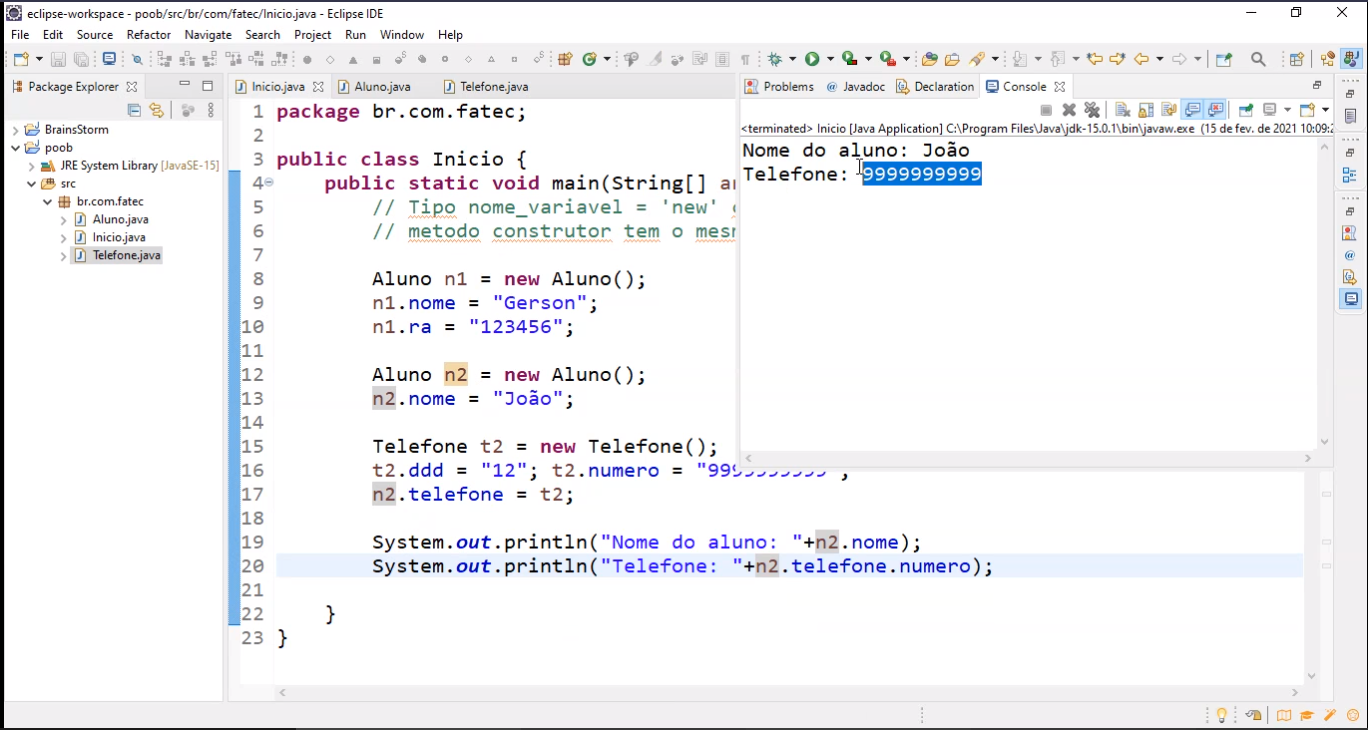 eclipse-workspace - poob/src/br/com/fatec/Inicio.java - Eclipse IDE
File Edit Source Refactor Navigate Search Project Run Window Help
Package Explorer
BrainsStorm
poob
JRE System Library [JavaSE-15]
src
br.com.fatec
Aluno.java
Inicio.java
Telefone.java
Inicio.java Aluno.java Telefone.java
1 package br.com.fatec;
2
3 public class Inicio {
4 public static void main(String[] a
5 // Tipo nome_variavel = 'new'
6 // metodo construtor tem o mes
7
8 Aluno n1 = new Aluno();
9 n1.nome = "Gerson";
10 n1.ra = "123456";
11
12 Aluno n2 = new Aluno();
13 n2.nome = "João";
14
15 Telefone t2 = new Telefone();
16 t2.ddd = "12"; t2.numero = "9999999999";
17 n2.telefone = t2;
18
19 System.out.println("Nome do aluno: "+n2.nome);
20 System.out.println("Telefone: "+n2.telefone.numero);
21
22 }
23 }
Problems @ Javadoc Declaration Console
<terminated> Inicio [Java Application] C:\Program Files\Java\jdk-15.0.1\bin\javaw.exe (15 de fev. de 2021 10:09:2
Nome do aluno: João
Telefone: 9999999999